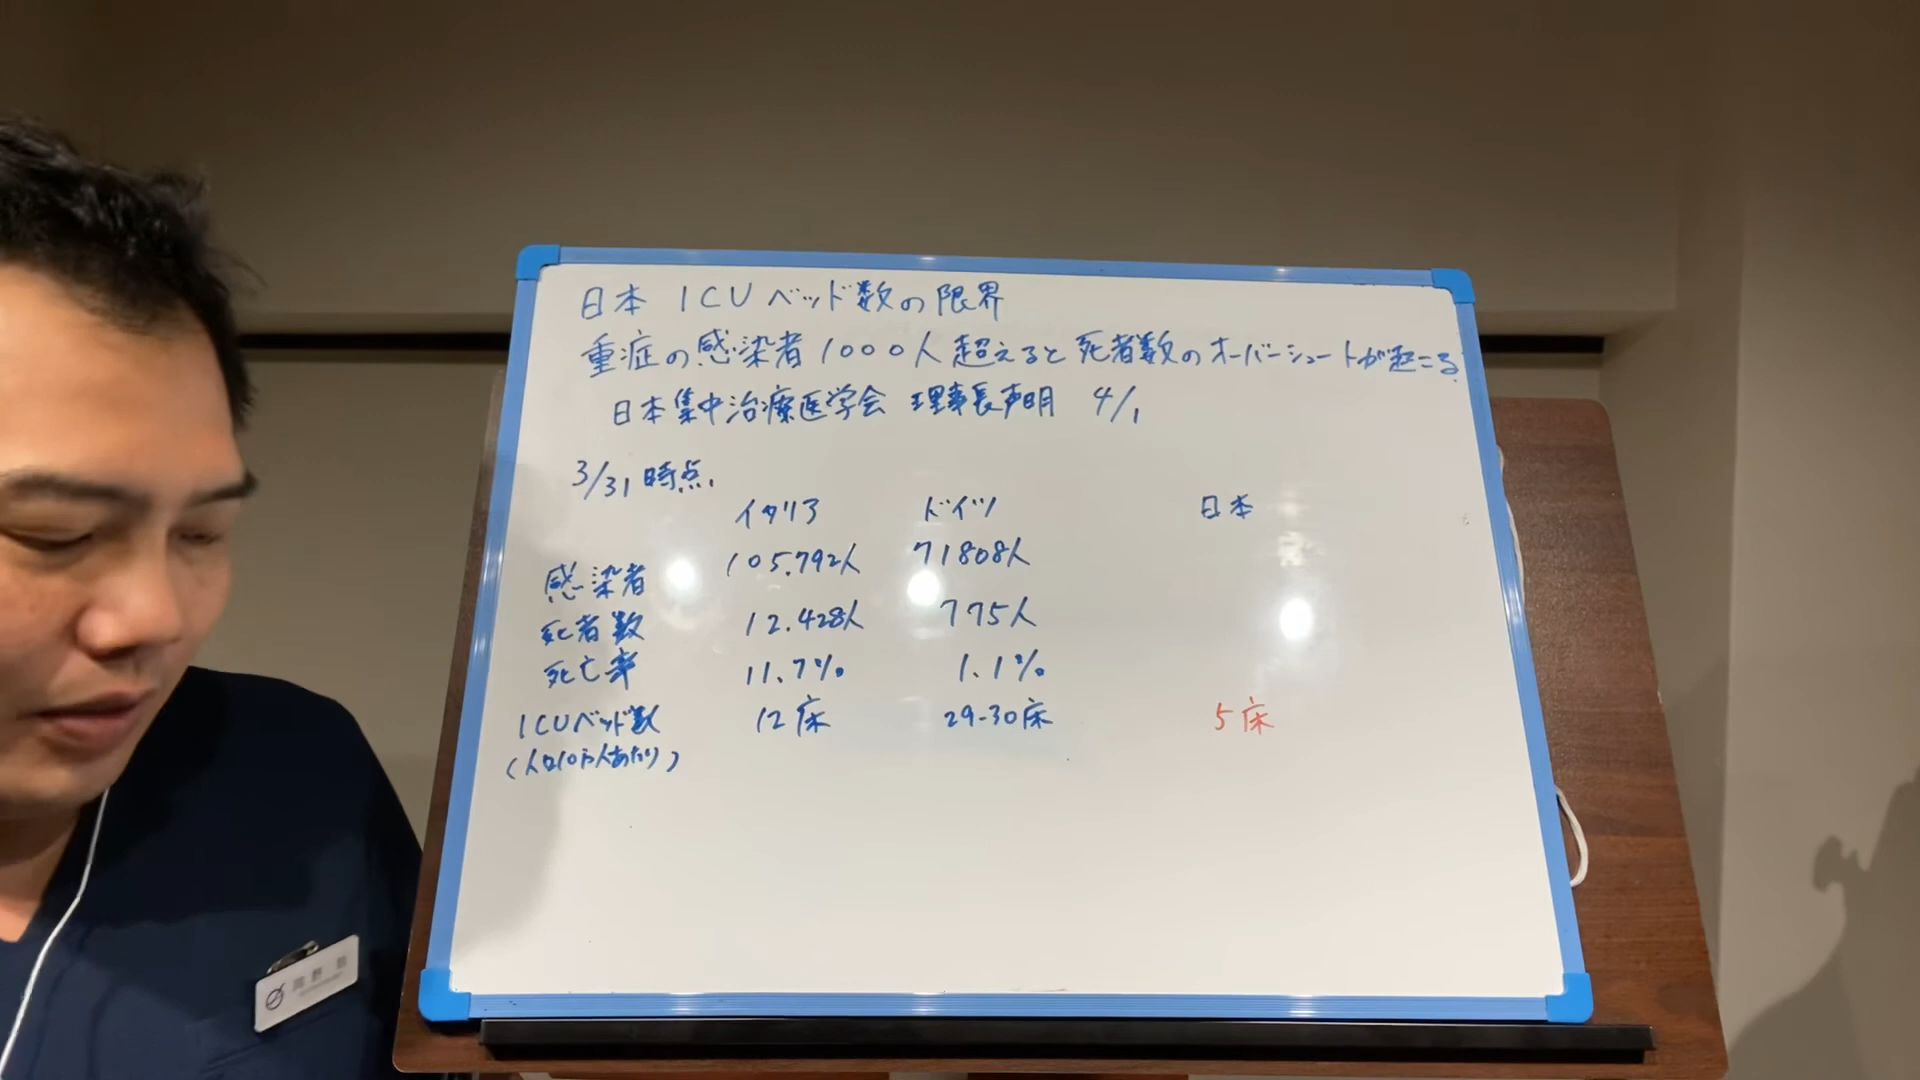 日本 ICUベッド数の限界
重症の感染者1000人超えると死者数のオーバーシュートが起こる.
日本集中治療医学会 理事長声明 4/1
3/31時点.
イタリア ドイツ 日本
感染者 105.792人 71808人
死者数 12.428人 775人
死亡率 11.7% 1.1%
ICUベッド数 12床 29-30床 5床
(人口10万人あたり)